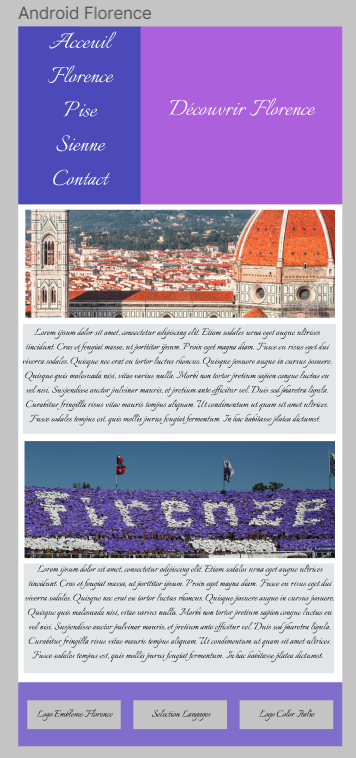 Android Florence
Acceuil
Florence
Pise
Sienne
Contact
Découvrir Florence
Lorem ipsum dolor sit amet, consectetur adipiscing elit. Etiam sodales urna eget augue ultrices
tincidunt. Cras et feugiat massa, ut porttitor ipsum. Proin eget magna diam. Fusce eu risus eget dui
viverra sodales. Quisque nec erat eu tortor luctus rhoncus. Quisque posuere augue in cursus posuere.
Quisque quis malesuada nisi, vitae varius nulla. Morbi non tortor pretium sapien congue luctus eu
vel nisi. Suspendisse auctor pulvinar mauris, et pretium ante efficitur vel. Duis sed pharetra ligula.
Curabitur fringilla risus vitae mauris tempus aliquam. Ut condimentum ut quam sit amet ultrices.
Fusce sodales tempus est, quis mollis purus feugiat fermentum. In hac habitasse platea dictumst.
Firenze
Lorem ipsum dolor sit amet, consectetur adipiscing elit. Etiam sodales urna eget augue ultrices
tincidunt. Cras et feugiat massa, ut porttitor ipsum. Proin eget magna diam. Fusce eu risus eget dui
viverra sodales. Quisque nec erat eu tortor luctus rhoncus. Quisque posuere augue in cursus posuere.
Quisque quis malesuada nisi, vitae varius nulla. Morbi non tortor pretium sapien congue luctus eu
vel nisi. Suspendisse auctor pulvinar mauris, et pretium ante efficitur vel. Duis sed pharetra ligula.
Curabitur fringilla risus vitae mauris tempus aliquam. Ut condimentum ut quam sit amet ultrices.
Fusce sodales tempus est, quis mollis purus feugiat fermentum. In hac habitasse platea dictumst.
Logo Emblème Florence
Selection Langages
Logo Color Italie